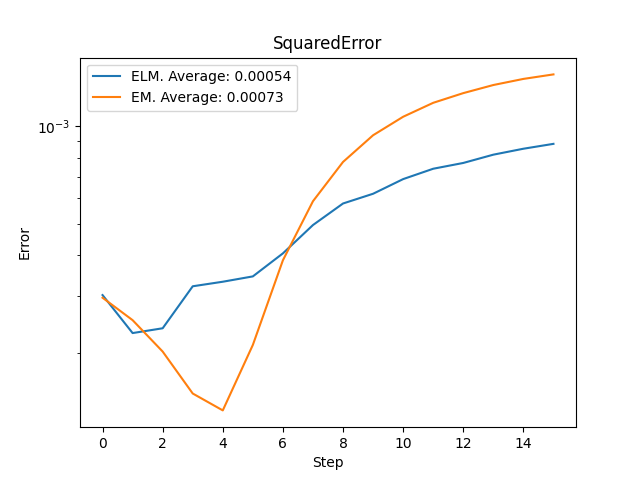 SquaredError
ELM. Average: 0.00054
EM. Average: 0.00073
10⁻³
Error
0 2 4 6 8 10 12 14
Step